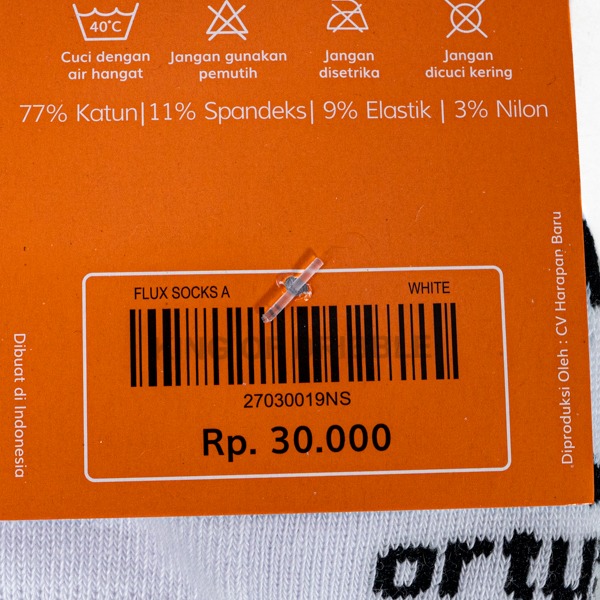 40°C
Cuci dengan
air hangat
Jangan gunakan
pemutih
Jangan
disetrika
Jangan
dicuci kering
77% Katun|11% Spandeks| 9% Elastik | 3% Nilon
FLUX SOCKS A
WHITE
27030019NS
Rp. 30.000
Dibuat di Indonesia
Diproduksi Oleh : CV Harapan Baru